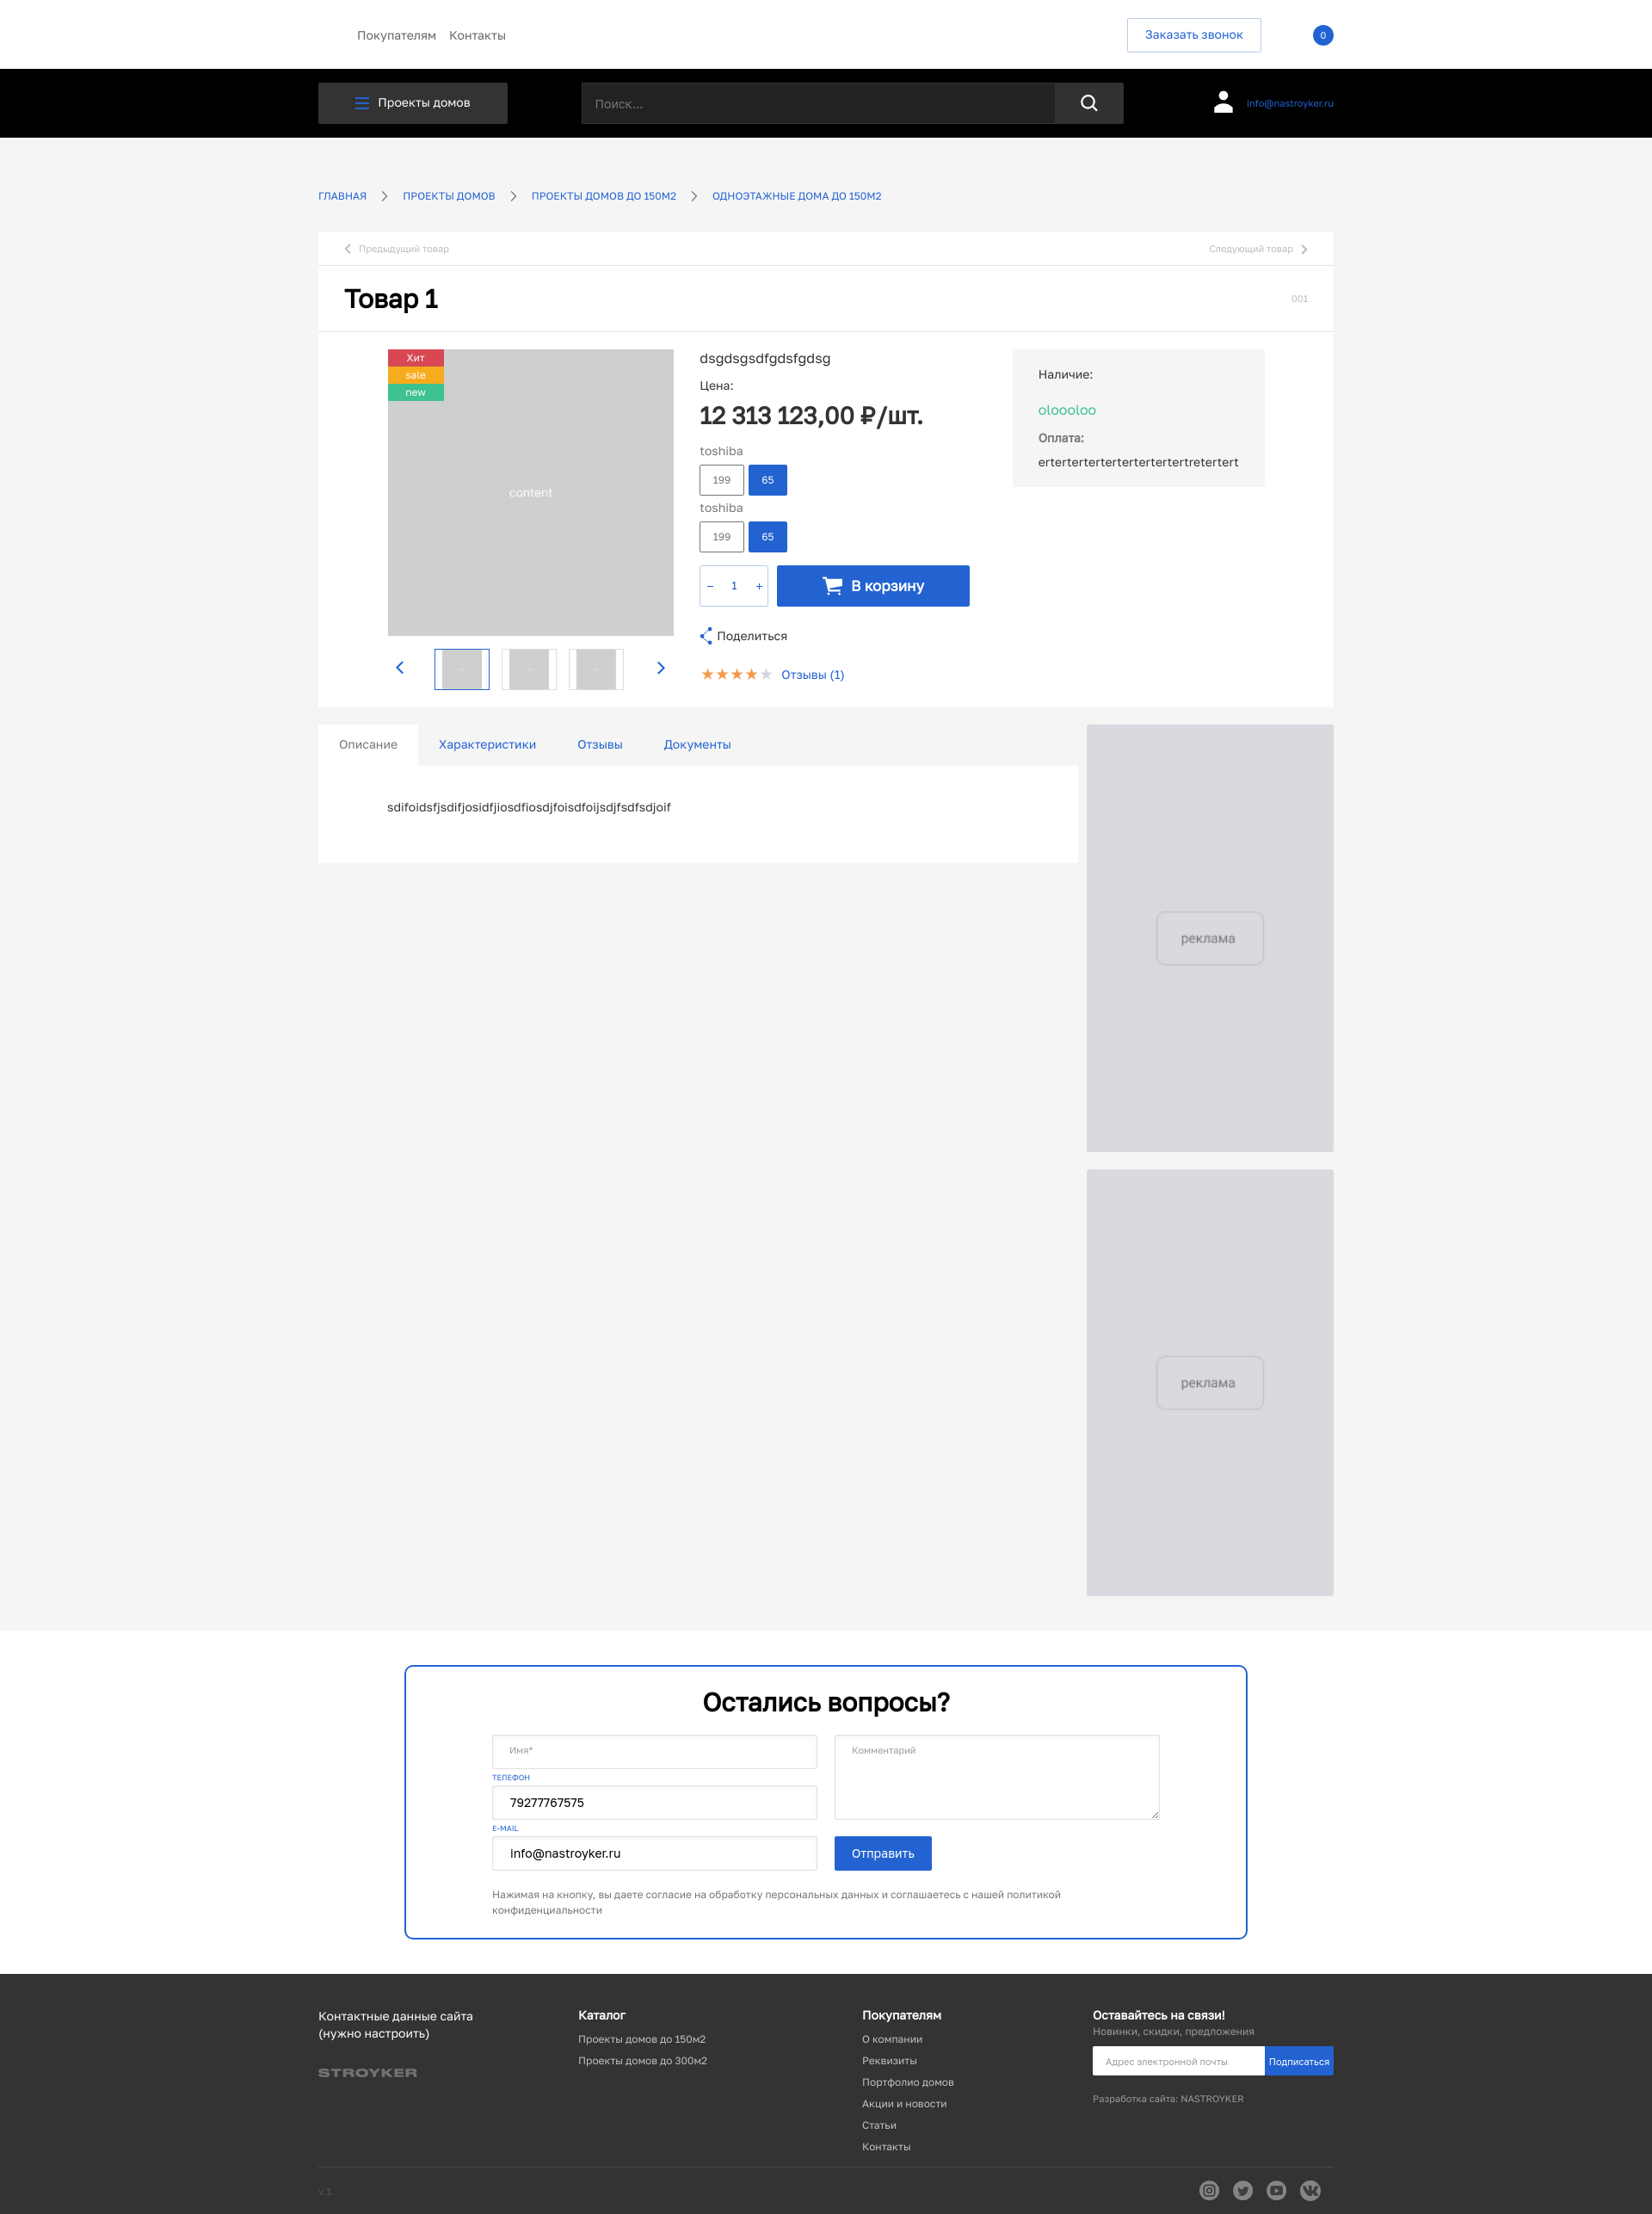 Покупателям Контакты
Заказать звонок
0
Проекты домов
Поиск...
info@nastroyker.ru
ГЛАВНАЯ
ПРОЕКТЫ ДОМОВ
ПРОЕКТЫ ДОМОВ ДО 150М2
ОДНОЭТАЖНЫЕ ДОМА ДО 150М2
Предыдущий товар
Следующий товар
Товар 1
001
Хит
sale
new
content
dsgdsgsdfgdsfgdsg
Цена:
12 313 123,00 ₽/шт.
toshiba
199 65
toshiba
199 65
– 1 +
В корзину
Поделиться
Отзывы (1)
Наличие:
oloooloo
Оплата:
ertertertertertertertertretertert
Описание
Характеристики
Отзывы
Документы
sdifoidsfjsdifjosidfjiosdfiosdjfoisdfoijsdjfsdfsdjoif
реклама
реклама
Остались вопросы?
Имя*
ТЕЛЕФОН
79277767575
E-MAIL
info@nastroyker.ru
Комментарий
Отправить
Нажимая на кнопку, вы даете согласие на обработку персональных данных и соглашаетесь с нашей политикой
конфиденциальности
Контактные данные сайта
(нужно настроить)
STROYKER
Каталог
Проекты домов до 150м2
Проекты домов до 300м2
Покупателям
О компании
Реквизиты
Портфолио домов
Акции и новости
Статьи
Контакты
Оставайтесь на связи!
Новинки, скидки, предложения
Адрес электронной почты
Подписаться
Разработка сайта: NASTROYKER
v.1.